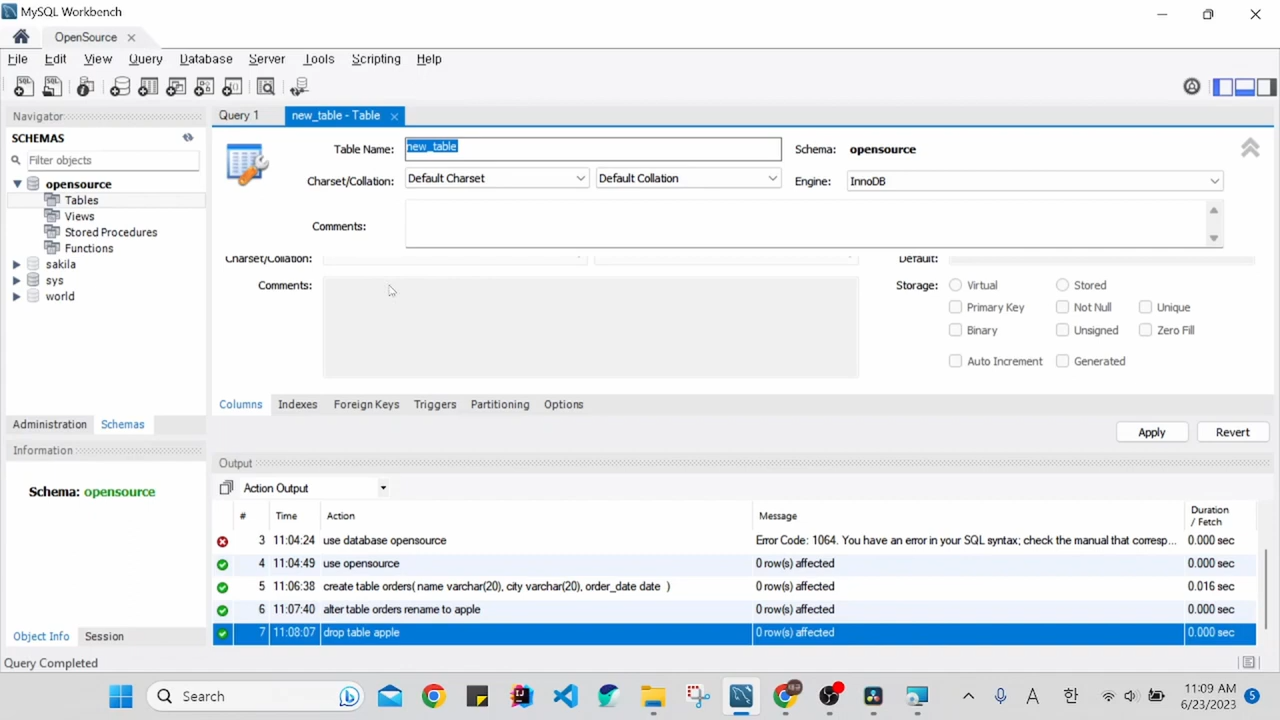 MySQL Workbench
OpenSource
File Edit View Query Database Server Tools Scripting Help
Navigator
SCHEMAS
Filter objects
opensource
Tables
Views
Stored Procedures
Functions
sakila
sys
world
Administration Schemas
Information
Schema: opensource
Object Info Session
Query Completed
Query 1 new_table - Table
Table Name: new_table Schema: opensource
Charset/Collation: Default Charset Default Collation Engine: InnoDB
Comments:
Charset/Collation: Default:
Comments: Storage: Virtual Stored
Primary Key Not Null Unique
Binary Unsigned Zero Fill
Auto Increment Generated
Columns Indexes Foreign Keys Triggers Partitioning Options
Apply Revert
Output
Action Output
# Time Action Message Duration / Fetch
3 11:04:24 use database opensource Error Code: 1064. You have an error in your SQL syntax; check the manual that corresp... 0.000 sec
4 11:04:49 use opensource 0 row(s) affected 0.000 sec
5 11:06:38 create table orders( name varchar(20), city varchar(20), order_date date ) 0 row(s) affected 0.016 sec
6 11:07:40 alter table orders rename to apple 0 row(s) affected 0.000 sec
7 11:08:07 drop table apple 0 row(s) affected 0.000 sec
Search
A 한 11:09 AM
6/23/2023 5